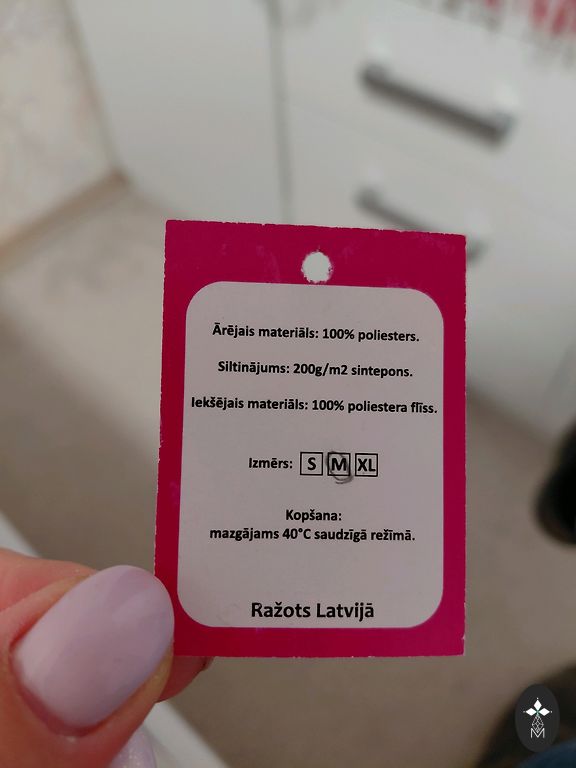 Ārējais materiāls: 100% poliesters.
Siltinājums: 200g/m2 sintepons.
Iekšējais materiāls: 100% poliestera flīss.
Izmērs: S M XL
Kopšana:
mazgājams 40°C saudzīgā režīmā.
Ražots Latvijā
M